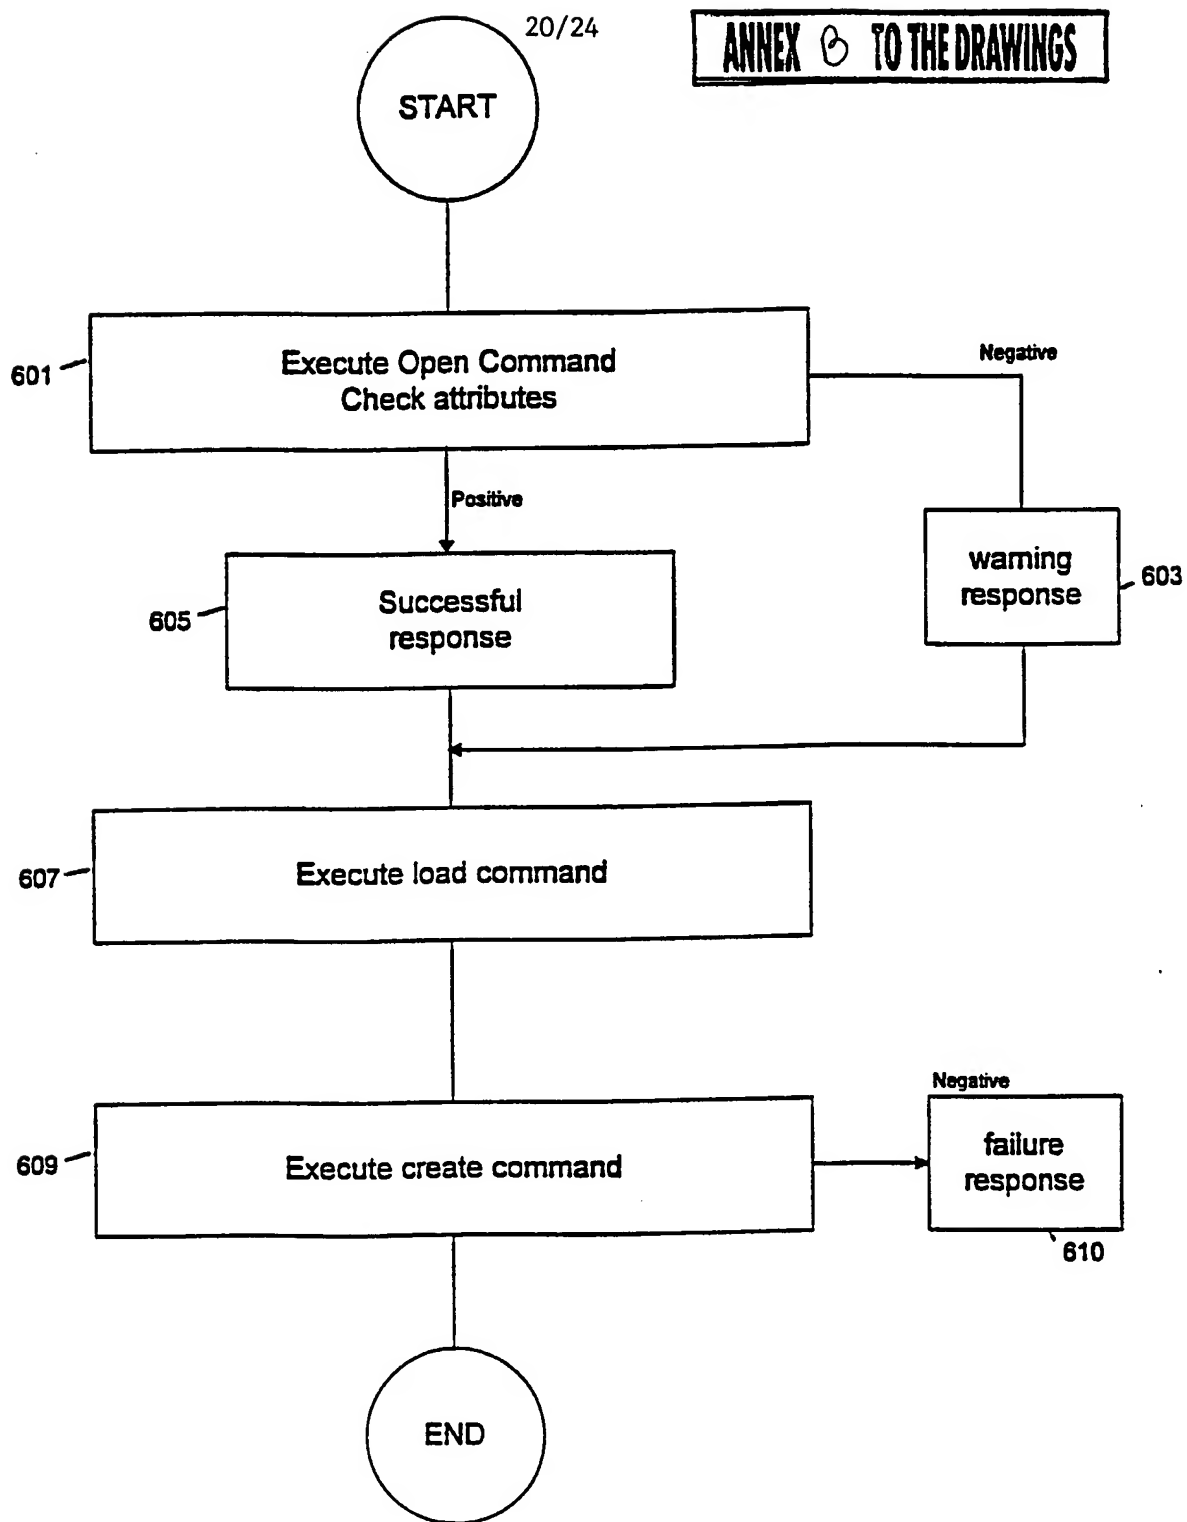 20/24
ANNEX B TO THE DRAWINGS
START
601
Execute Open Command
Check attributes
Negative
Positive
605
Successful
response
warning
response
603
607
Execute load command
609
Execute create command
Negative
failure
response
610
END